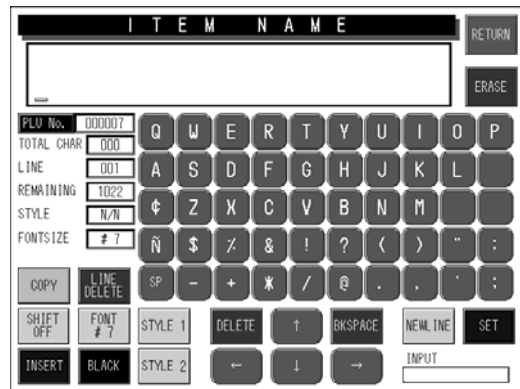 ITEM NAME
RETURN
ERASE
PLU No. 000007
TOTAL CHAR 000
LINE 001
REMAINING 1022
STYLE N/N
FONTSIZE # 7
Q W E R T Y U I O P
A S D F G H J K L
¢ Z X C V B N M
Ñ $ % & ! ? ( ) " :
SP - + * / @ . , ' ;
COPY LINE DELETE
SHIFT OFF FONT # 7 STYLE 1 DELETE ↑ BKSPACE NEWLINE SET
INSERT BLACK STYLE 2 ← ↓ → INPUT